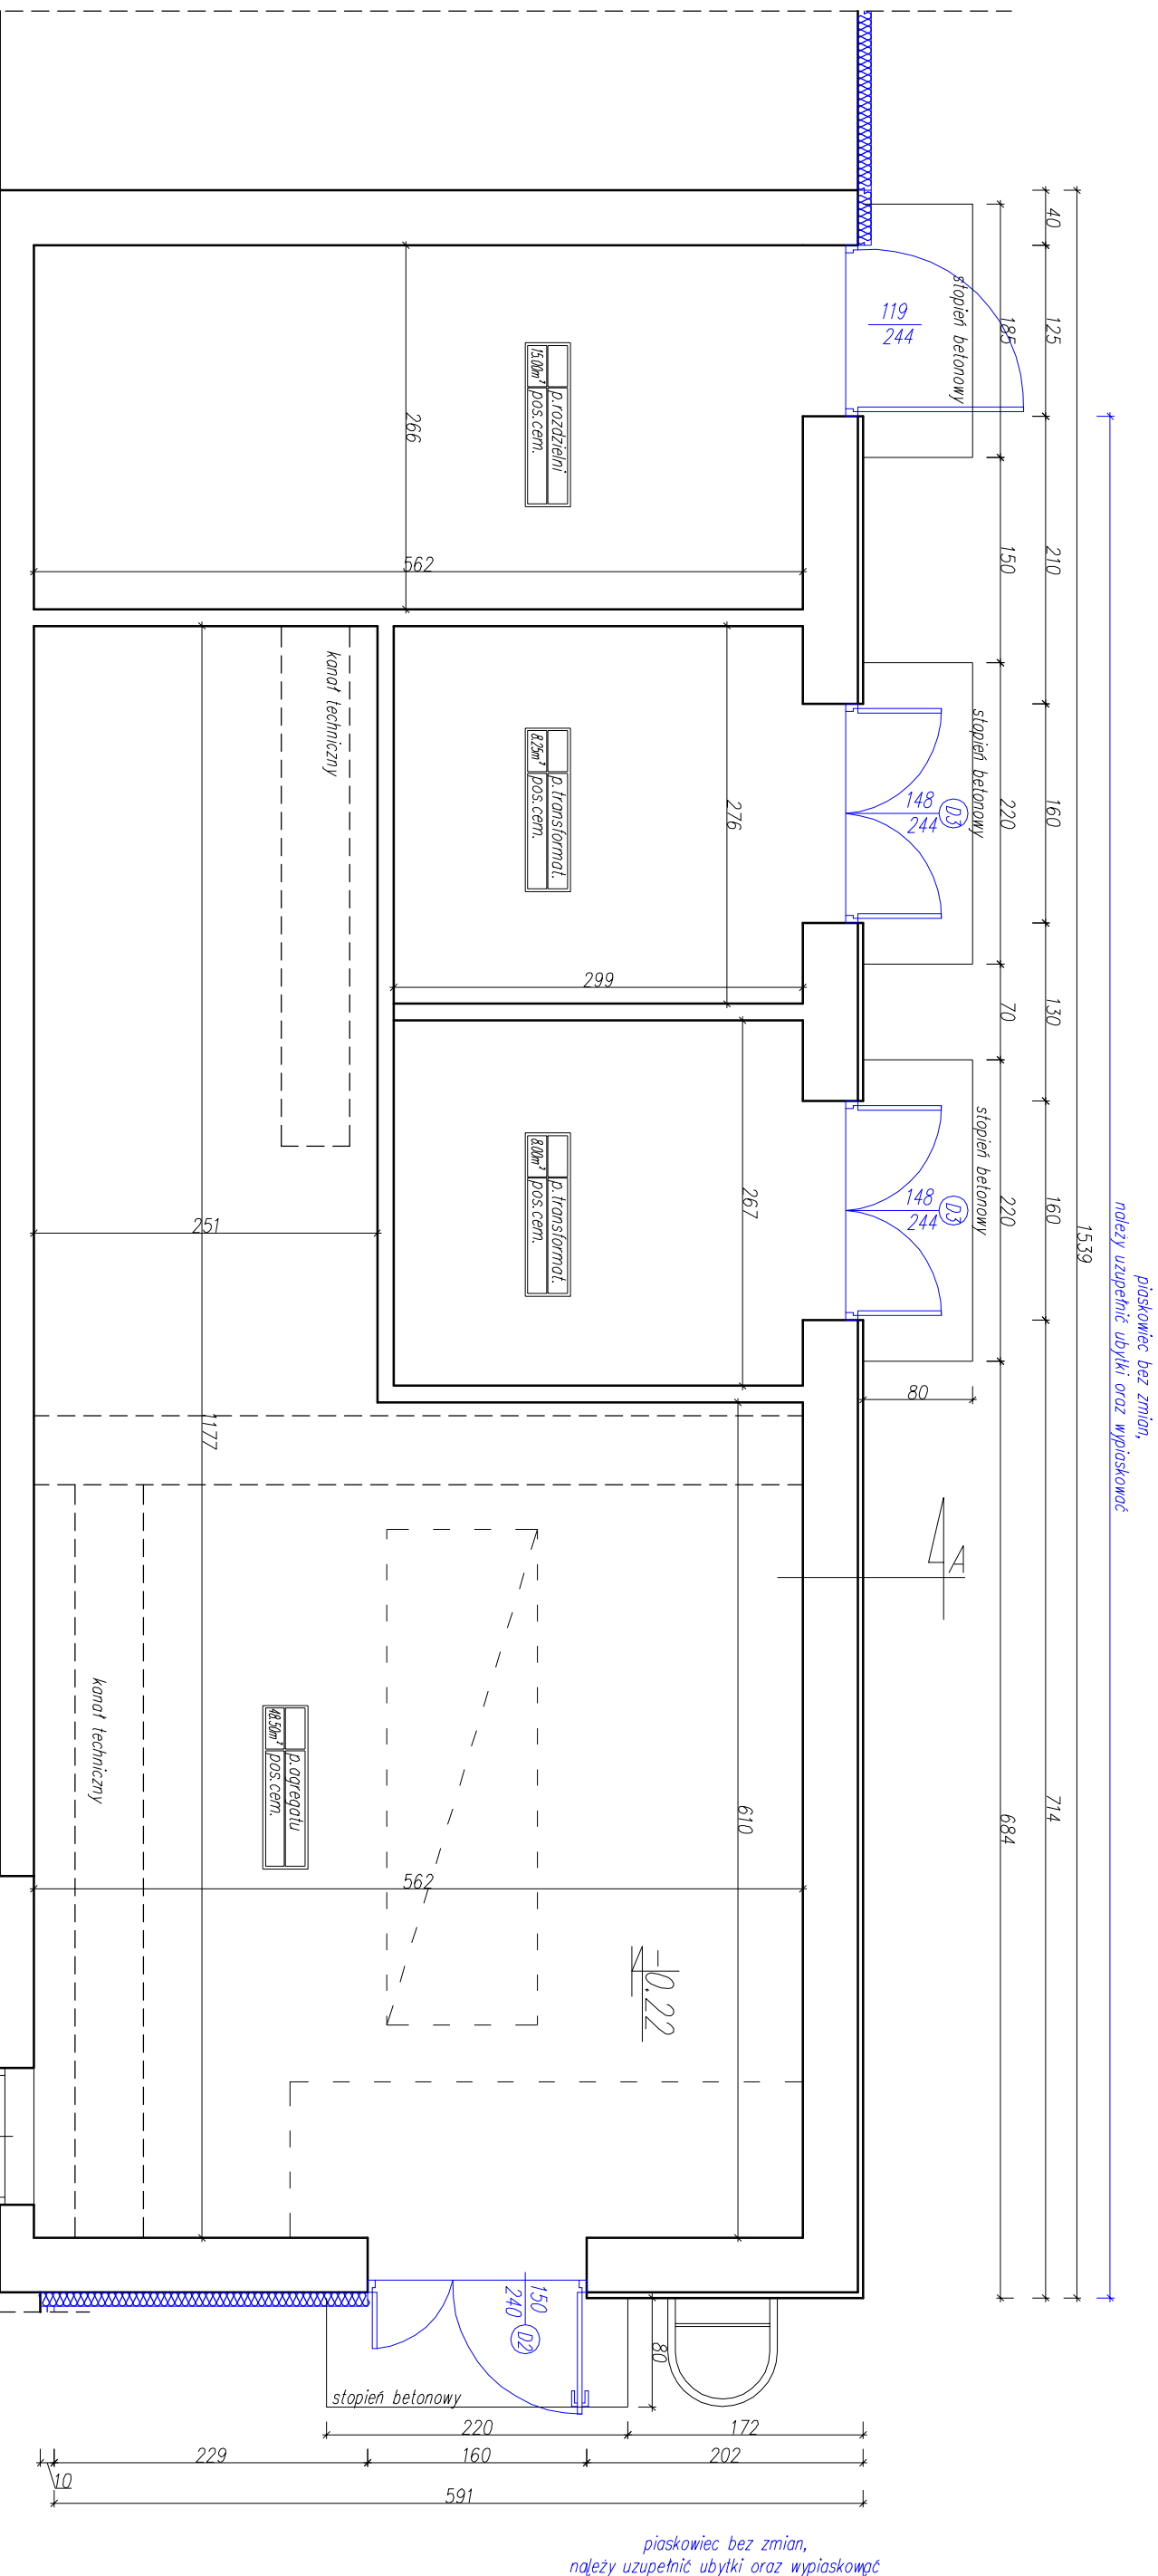 piaskowiec bez zmian,
należy uzupełnić ubytki oraz wypiaskować
1539
40
125
210
160
130
160
714
185
150
220
70
220
684
stopień betonowy
119
244
stopień betonowy
148
244
D3
stopień betonowy
148
244
D3
80
A
p.rozdzielni
15.00m²
pos.cem.
266
562
p.transformat.
8.25m²
pos.cem.
276
299
p.transformat.
8.00m²
pos.cem.
267
kanał techniczny
251
1177
610
562
p.agregatu
48.50m²
pos.cem.
kanał techniczny
-0.22
150
240
D2
80
stopień betonowy
220
172
229
160
202
10
591
piaskowiec bez zmian,
należy uzupełnić ubytki oraz wypiaskować